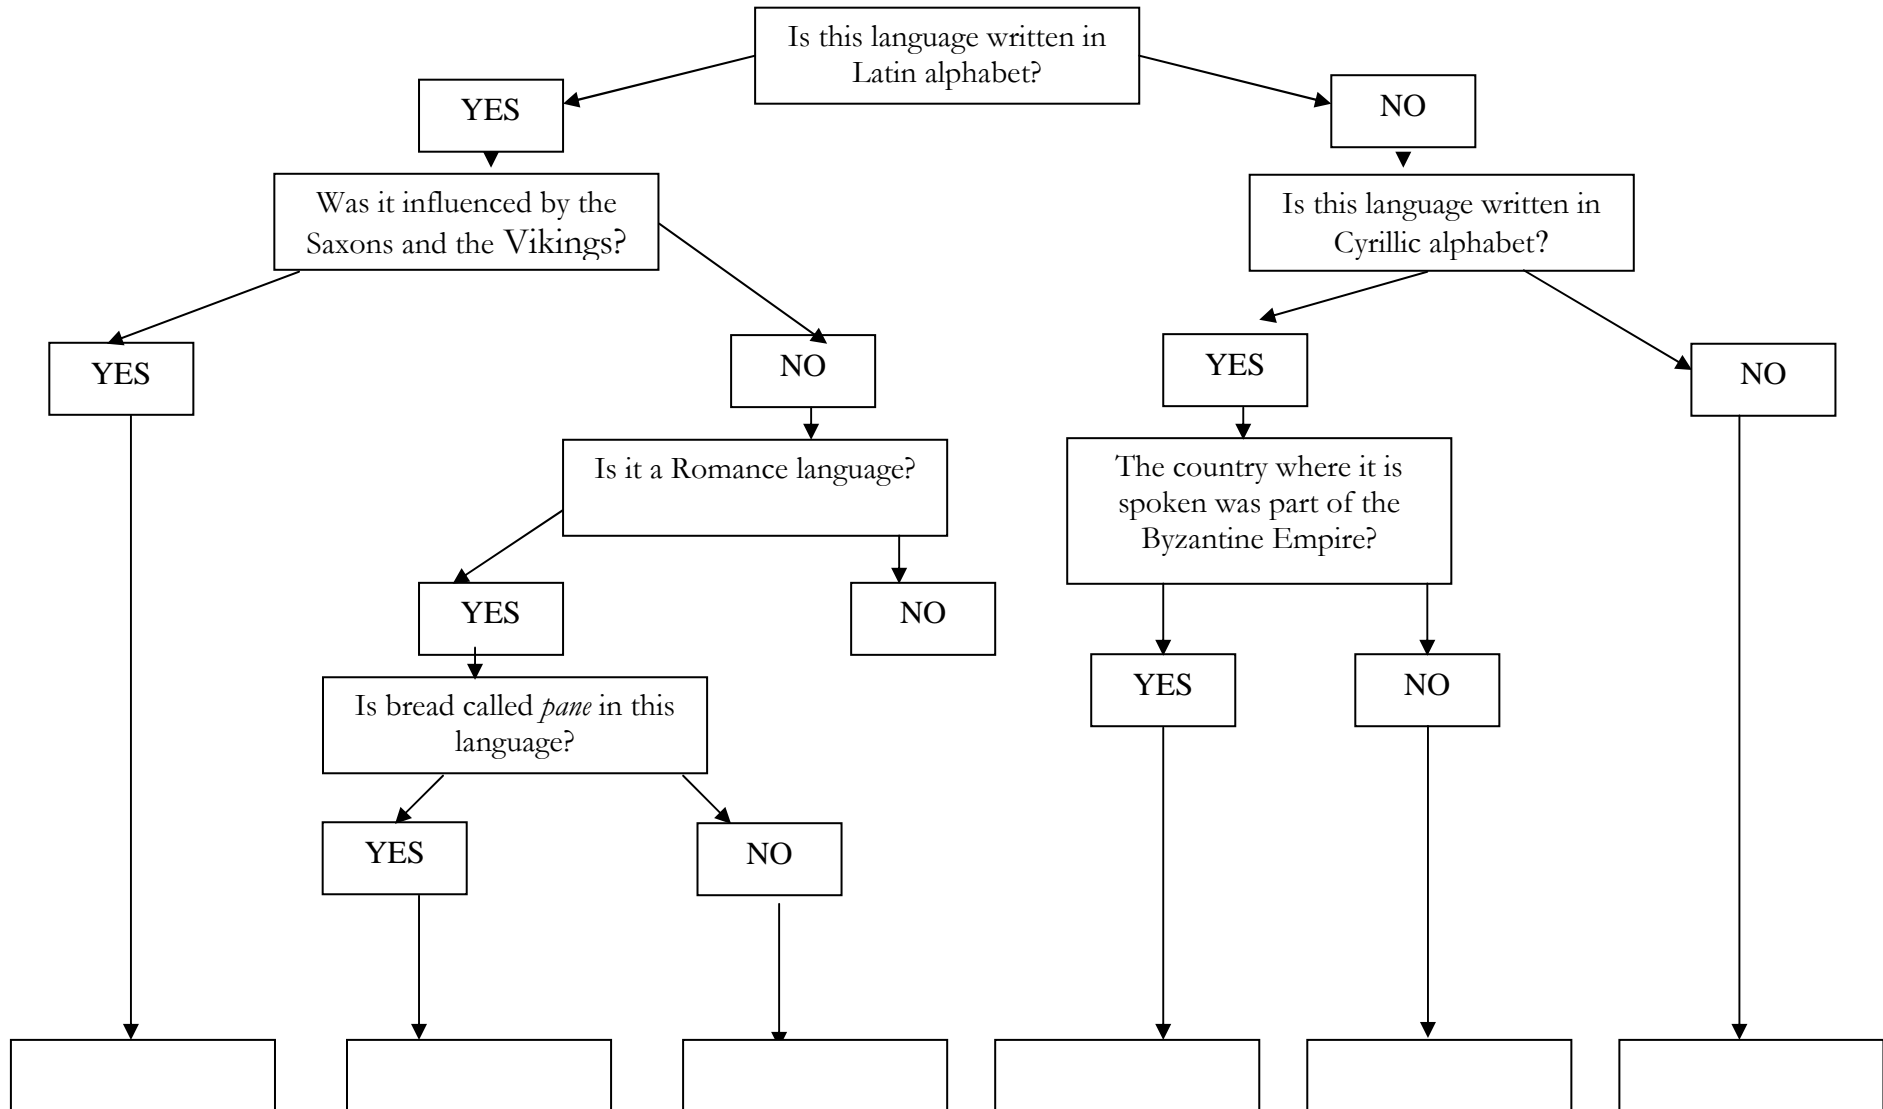 Is this language written in
Latin alphabet?
YES
NO
Was it influenced by the
Saxons and the Vikings?
Is this language written in
Cyrillic alphabet?
YES
NO
YES
NO
Is it a Romance language?
The country where it is
spoken was part of the
Byzantine Empire?
YES
NO
YES
NO
Is bread called pane in this
language?
YES
NO